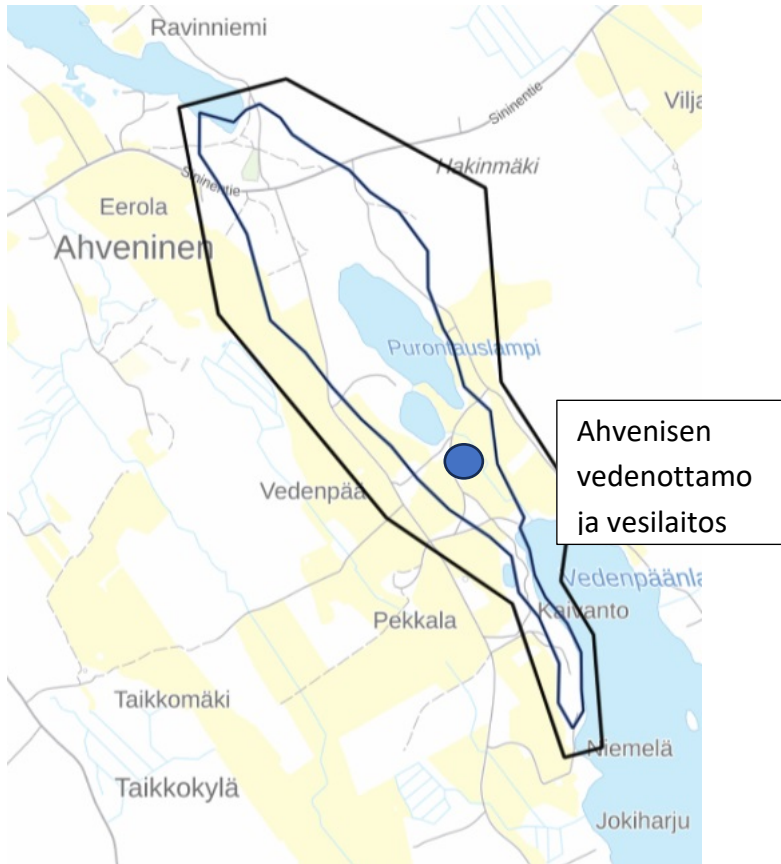 Ravinniemi
Vilja
Sininentie
Hakinmäki
Sininentie
Eerola
Ahveninen
Purontauslampi
Ahvenisen
vedenottamo
ja vesilaitos
Vedenpää
Vedenpäänla
Kaivanto
Pekkala
Taikkomäki
Niemelä
Taikkokylä
Jokiharju